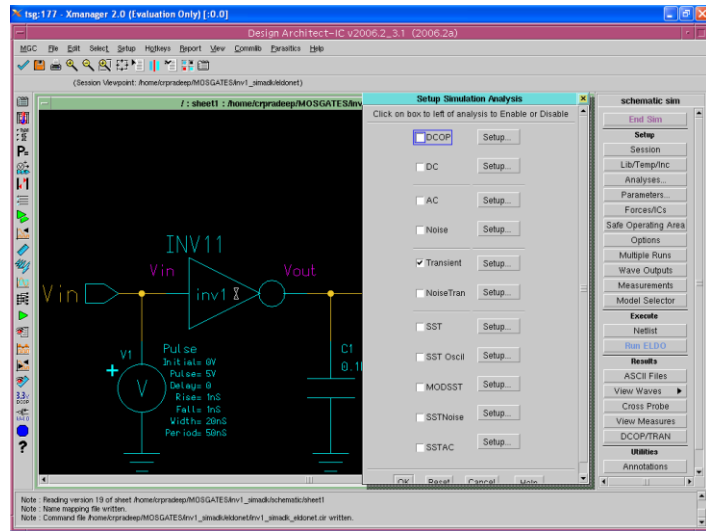 tsg:177 - Xmanager 2.0 (Evaluation Only) [:0.0]
Design Architect-IC v2006.2_3.1 (2006.2a)
MGC File Edit Select Setup Hotkeys Report View Commlib Parasitics Help
(Session Viewpoint: /home/crpradeep/MOSGATES/inv1_simadk/eldonet)
/ : sheet1 : /home/crpradeep/MOSGATES/inv
Setup Simulation Analysis
Click on box to left of analysis to Enable or Disable
DCOP Setup...
DC Setup...
AC Setup...
Noise Setup...
Transient Setup...
NoiseTran Setup...
SST Setup...
SST Oscil Setup...
MODSST Setup...
SSTNoise Setup...
SSTAC Setup...
OK Reset Cancel Help
INV11
Vin Vout
Vin inv1
V1
V
Pulse
Initial= 0V
Pulse= 5V
Delay= 0
Rise= 1nS
Fall= 1nS
Width= 20nS
Period= 50nS
C1
schematic sim
End Sim
Setup
Session
Lib/Temp/Inc
Analyses...
Parameters...
Forces/ICs
Safe Operating Area
Options
Multiple Runs
Wave Outputs
Measurements
Model Selector
Execute
Netlist
Run ELDO
Results
ASCII Files
View Waves
Cross Probe
View Measures
DCOP/TRAN
Utilities
Annotations
Note : Reading version 19 of sheet /home/crpradeep/MOSGATES/inv1_simadk/schematic/sheet1
Note : Name mapping file written.
Note : Command file /home/crpradeep/MOSGATES/inv1_simadk/eldonet/inv1_simadk_eldonet.cir written.